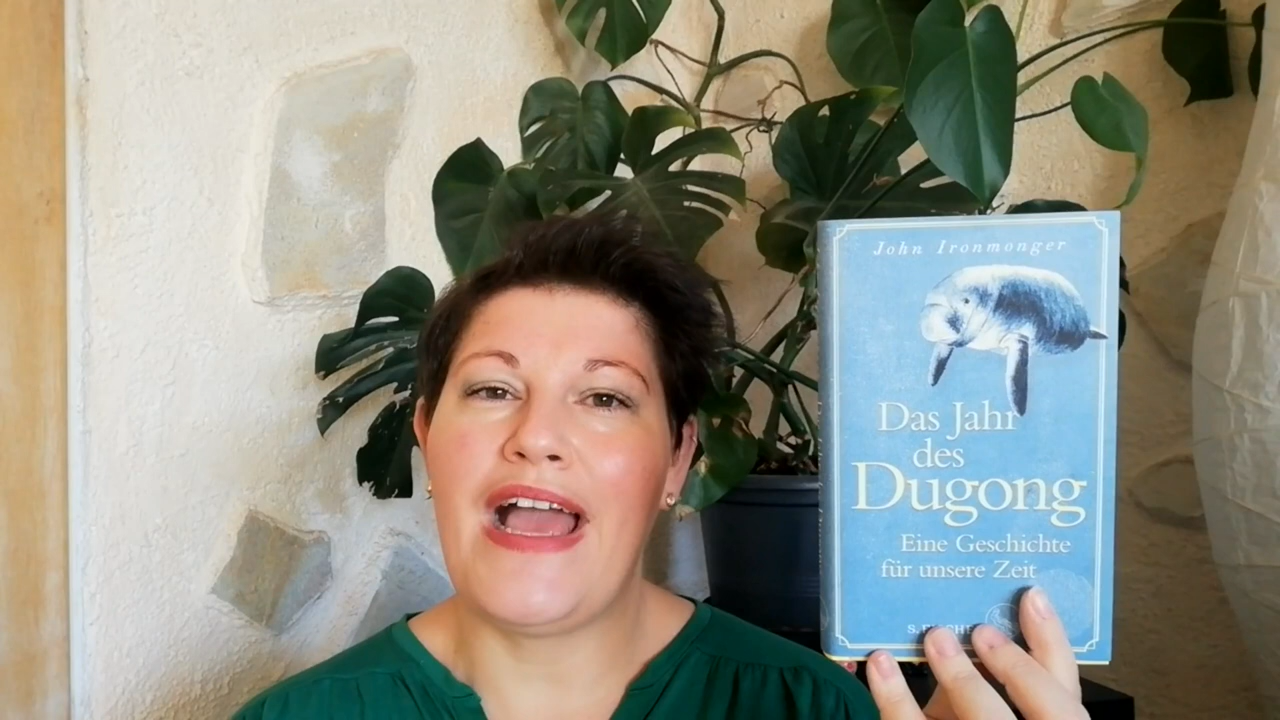 John Ironmonger
Das Jahr
des
Dugong
Eine Geschichte
für unsere Zeit